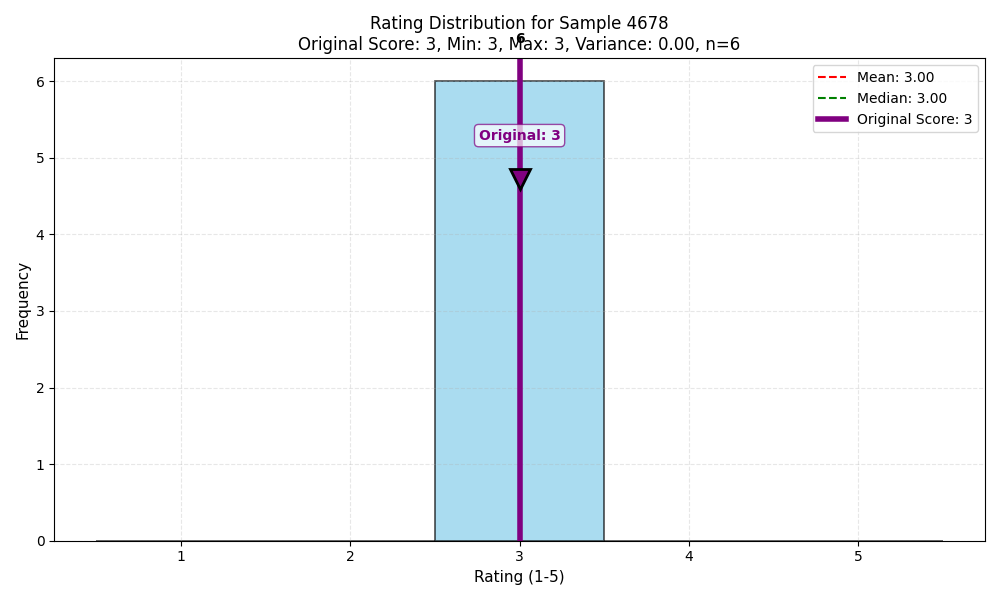 Rating Distribution for Sample 4678
Original Score: 3, Min: 3, Max: 3, Variance: 0.00, n=6
6
Mean: 3.00
Median: 3.00
Original Score: 3
Original: 3
Frequency
6
5
4
3
2
1
0
1 2 3 4 5
Rating (1-5)